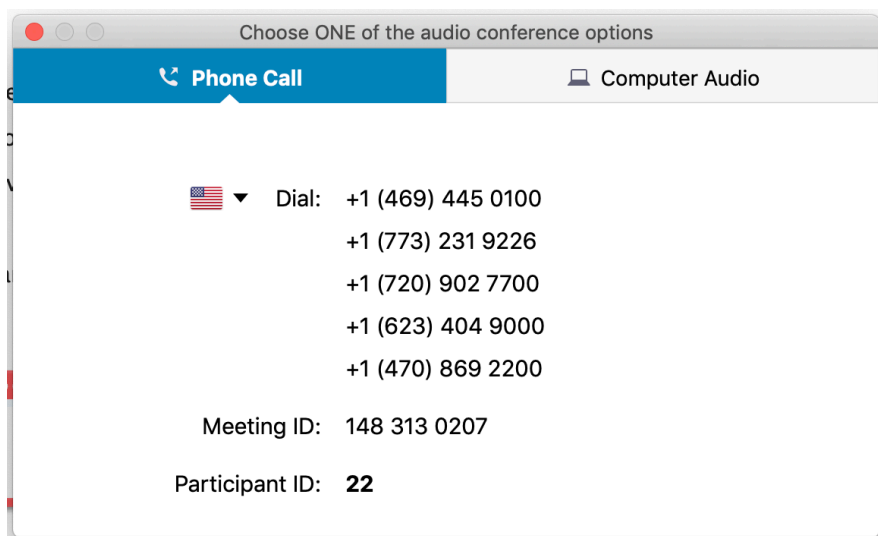 Choose ONE of the audio conference options
Phone Call
Computer Audio
Dial: +1 (469) 445 0100
+1 (773) 231 9226
+1 (720) 902 7700
+1 (623) 404 9000
+1 (470) 869 2200
Meeting ID: 148 313 0207
Participant ID: 22